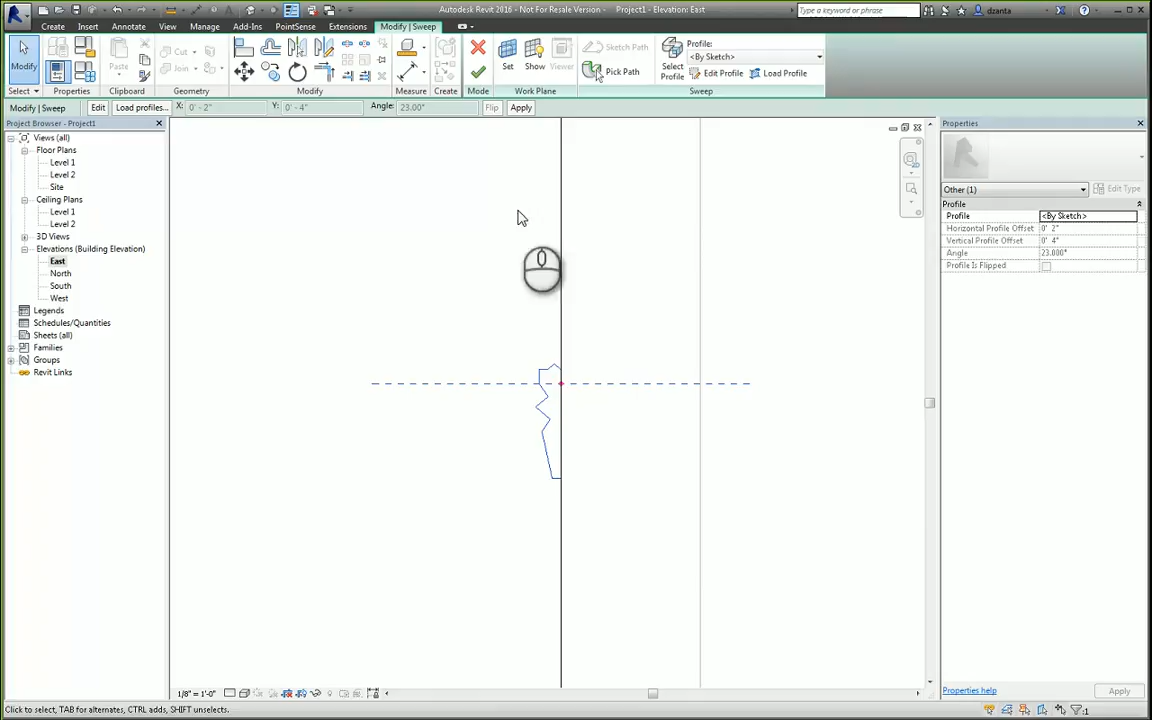 Autodesk Revit 2016 - Not For Resale Version - Project1 - Elevation: East
Type a keyword or phrase
dzanta
Create Insert Annotate View Manage Add-Ins PointSense Extensions Modify | Sweep
Modify
Paste
Cut
Join
Set
Show
Viewer
Sketch Path
Pick Path
Select
Profile
Profile:
<By Sketch>
Edit Profile
Load Profile
Select Properties Clipboard Geometry Modify Measure Create Mode Work Plane Sweep
Modify | Sweep
Edit
Load profiles...
X: 0' - 2"
Y: 0' - 4"
Angle: 23.00°
Flip
Apply
Project Browser - Project1
Views (all)
Floor Plans
Level 1
Level 2
Site
Ceiling Plans
Level 1
Level 2
3D Views
Elevations (Building Elevation)
East
North
South
West
Legends
Schedules/Quantities
Sheets (all)
Families
Groups
Revit Links
Properties
Other (1)
Edit Type
Profile
Profile <By Sketch>
Horizontal Profile Offset 0' 2"
Vertical Profile Offset 0' 4"
Angle 23.000°
Profile Is Flipped
Properties help
Apply
1/8" = 1'-0"
Click to select, TAB for alternates, CTRL adds, SHIFT unselects.
:1